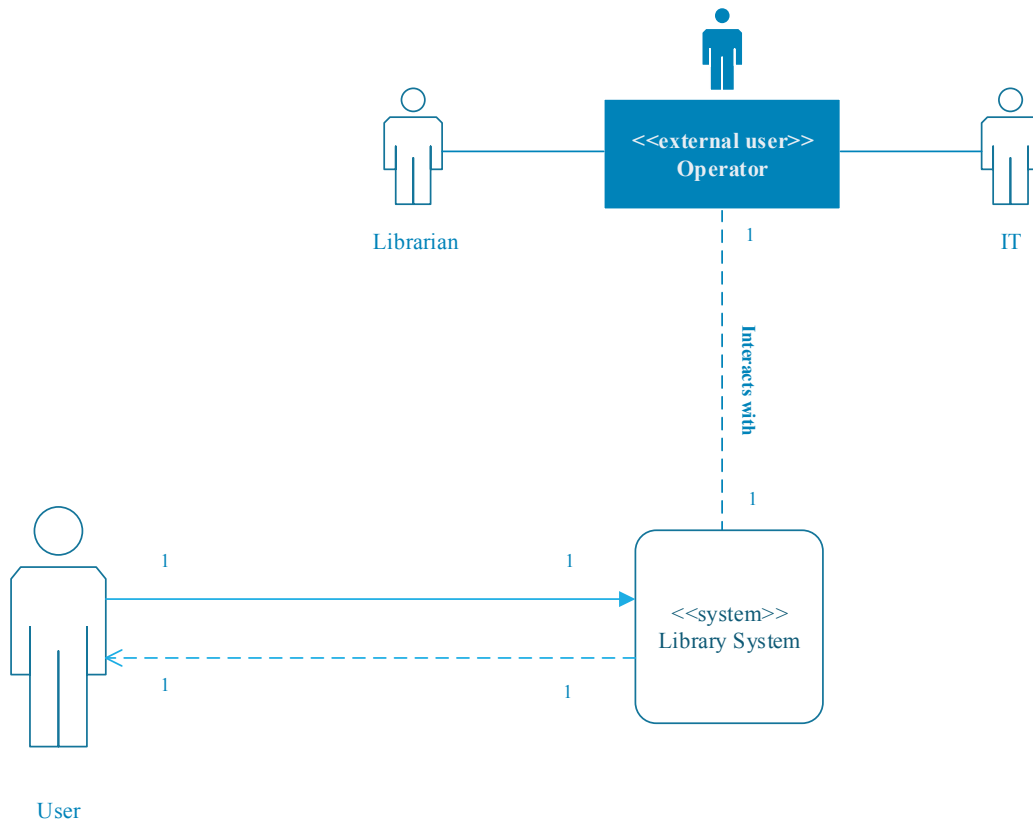 <<external user>>
Operator
Librarian
IT
1
Interacts with
1
1
1
<<system>>
Library System
1
1
User